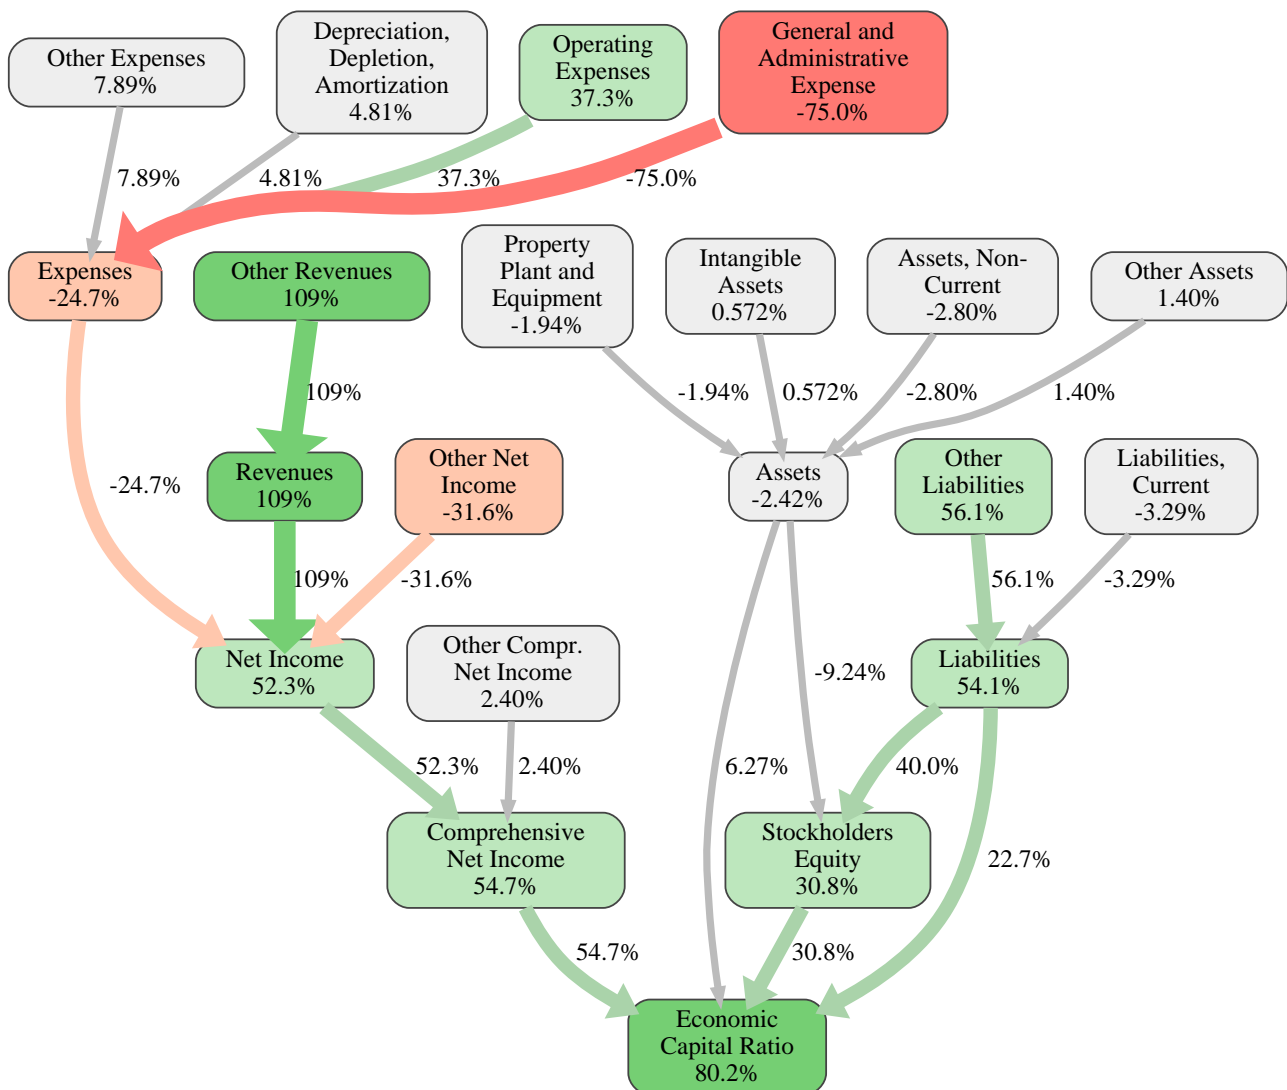 Other Expenses
7.89%
Depreciation,
Depletion,
Amortization
4.81%
Operating
Expenses
37.3%
General and
Administrative
Expense
-75.0%
7.89%
4.81%
37.3%
-75.0%
Expenses
-24.7%
Other Revenues
109%
Property
Plant and
Equipment
-1.94%
Intangible
Assets
0.572%
Assets, Non-
Current
-2.80%
Other Assets
1.40%
109%
-1.94%
0.572%
-2.80%
1.40%
Revenues
109%
Other Net
Income
-31.6%
Assets
-2.42%
Other
Liabilities
56.1%
Liabilities,
Current
-3.29%
-24.7%
109%
-31.6%
56.1%
-3.29%
Net Income
52.3%
Other Compr.
Net Income
2.40%
-9.24%
Liabilities
54.1%
52.3%
2.40%
6.27%
40.0%
22.7%
Comprehensive
Net Income
54.7%
Stockholders
Equity
30.8%
54.7%
30.8%
Economic
Capital Ratio
80.2%